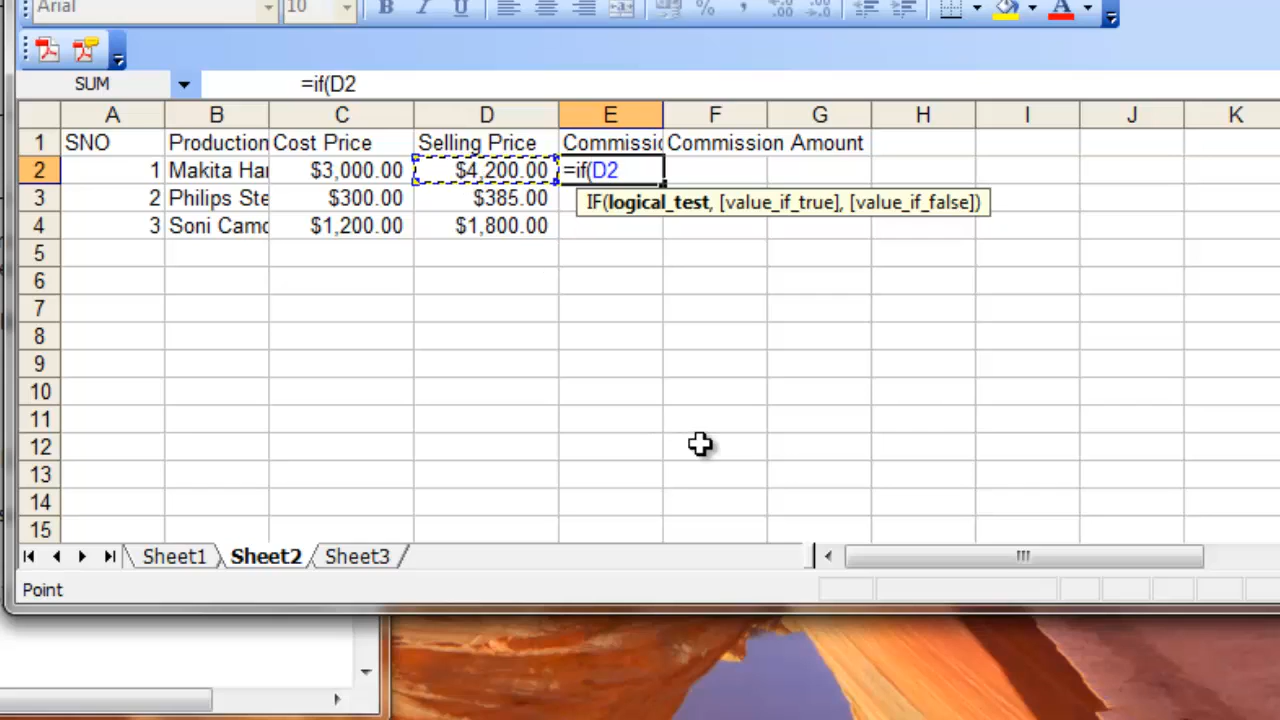 Arial 10 B I U % ,
SUM =if(D2
A B C D E F G H I J K
1 SNO Production Cost Price Selling Price Commissio Commission Amount
2 1 Makita Har $3,000.00 $4,200.00 =if(D2
3 2 Philips Ste $300.00 $385.00 IF(logical_test, [value_if_true], [value_if_false])
4 3 Soni Camc $1,200.00 $1,800.00
5
6
7
8
9
10
11
12
13
14
15
Sheet1 Sheet2 Sheet3
Point